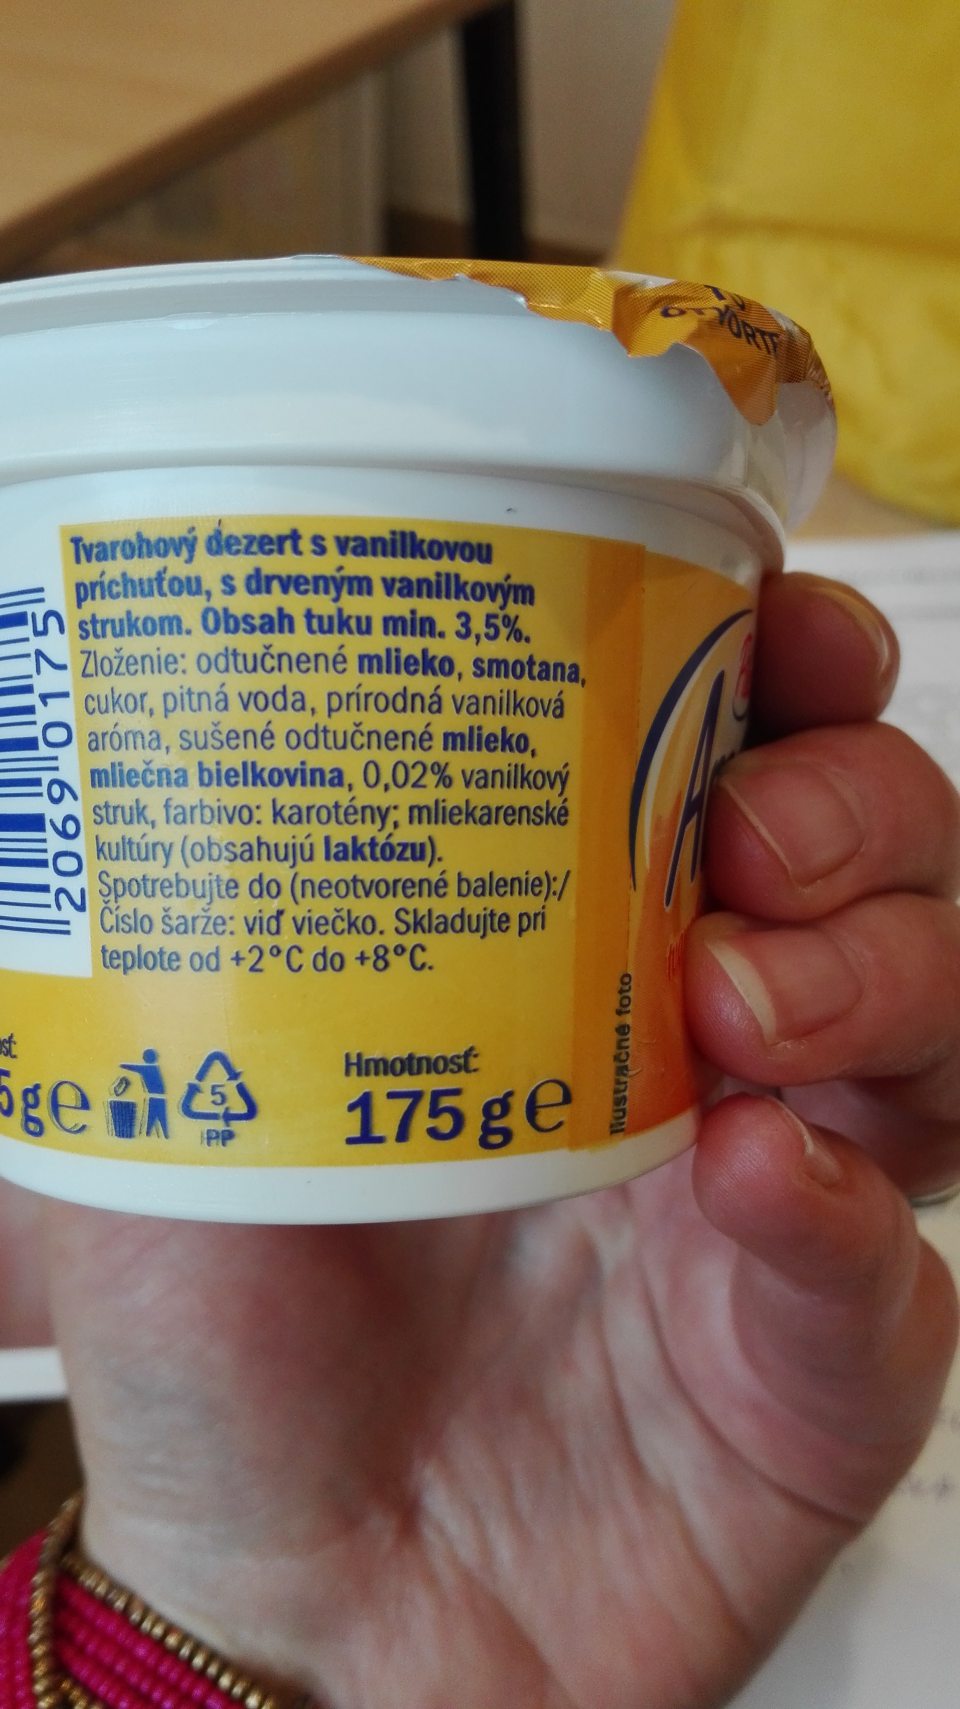 OTVORTE
Tvarohový dezert s vanilkovou
príchuťou, s drveným vanilkovým
strukom. Obsah tuku min. 3,5%.
Zloženie: odtučnené mlieko, smotana,
cukor, pitná voda, prírodná vanilková
aróma, sušené odtučnené mlieko,
mliečna bielkovina, 0,02% vanilkový
struk, farbivo: karotény; mliekarenské
kultúry (obsahujú laktózu).
Spotrebujte do (neotvorené balenie):/
Číslo šarže: viď viečko. Skladujte pri
teplote od +2°C do +8°C.
20690175
5 g e
5
PP
Hmotnosť:
175 g e
Ilustračné foto